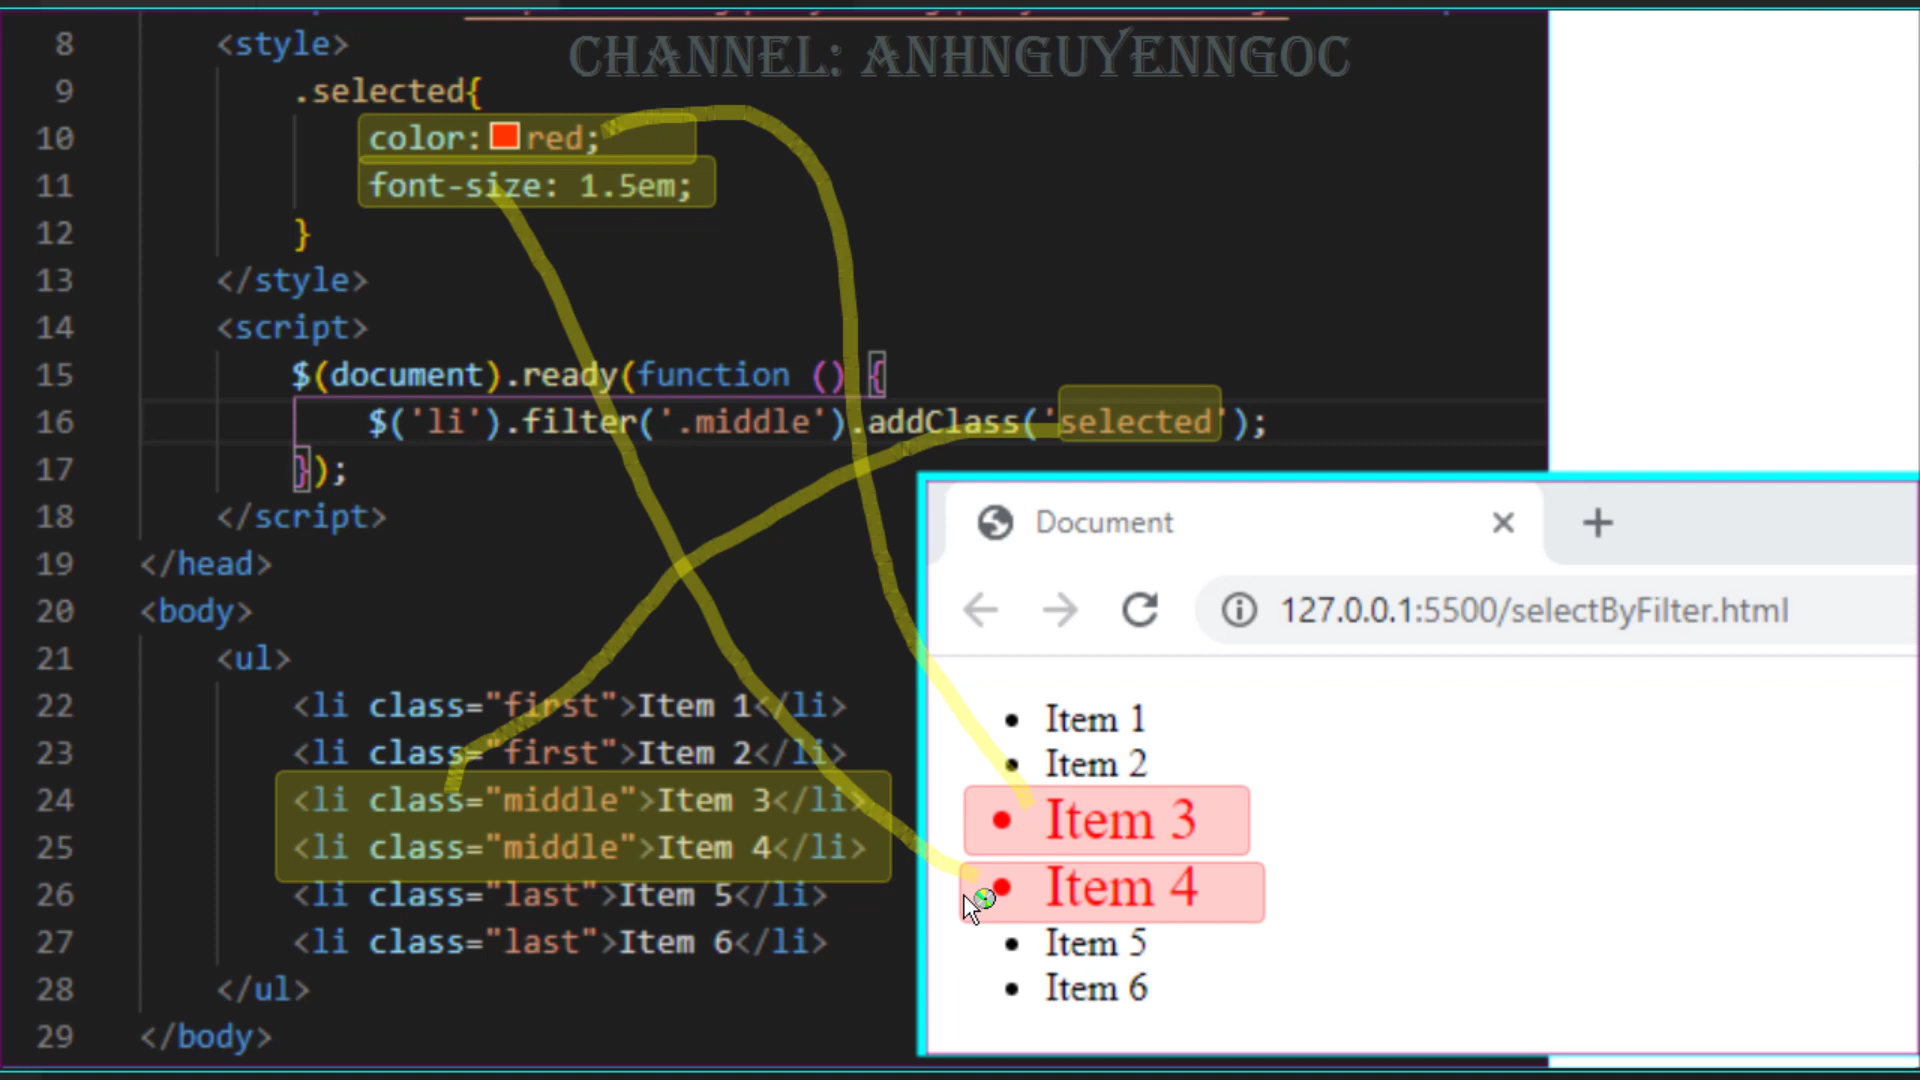 CHANNEL: ANHNGUYENNGOC
8 <style>
9 .selected{
10 color: red;
11 font-size: 1.5em;
12 }
13 </style>
14 <script>
15 $(document).ready(function () {
16 $('li').filter('.middle').addClass('selected');
17 });
18 </script>
19 </head>
20 <body>
21 <ul>
22 <li class="first">Item 1</li>
23 <li class="first">Item 2</li>
24 <li class="middle">Item 3</li>
25 <li class="middle">Item 4</li>
26 <li class="last">Item 5</li>
27 <li class="last">Item 6</li>
28 </ul>
29 </body>
Document
127.0.0.1:5500/selectByFilter.html
Item 1
Item 2
Item 3
Item 4
Item 5
Item 6